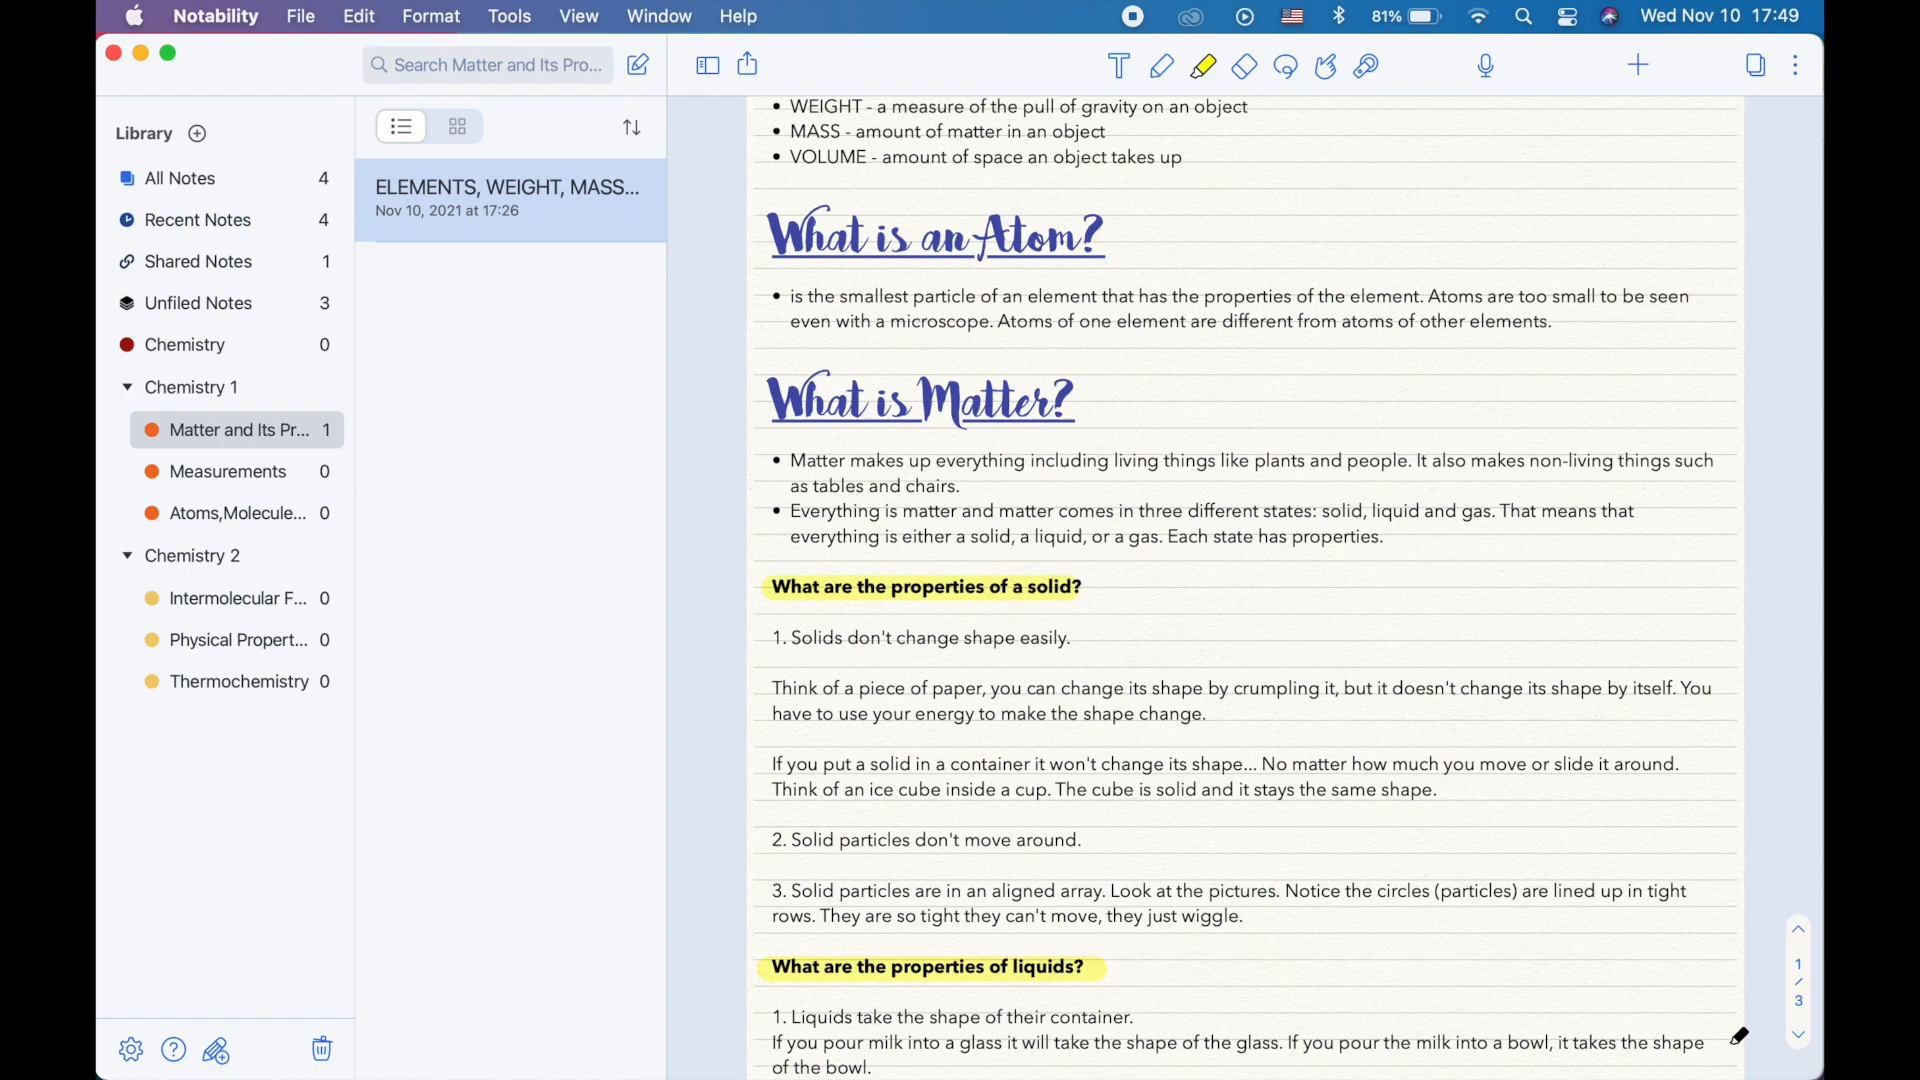 Notability File Edit Format Tools View Window Help 81% Wed Nov 10 17:49
Search Matter and Its Pro...
Library
All Notes 4
Recent Notes 4
Shared Notes 1
Unfiled Notes 3
Chemistry 0
Chemistry 1
Matter and Its Pr... 1
Measurements 0
Atoms,Molecule... 0
Chemistry 2
Intermolecular F... 0
Physical Propert... 0
Thermochemistry 0
ELEMENTS, WEIGHT, MASS...
Nov 10, 2021 at 17:26
• WEIGHT - a measure of the pull of gravity on an object
• MASS - amount of matter in an object
• VOLUME - amount of space an object takes up
What is an Atom?
• is the smallest particle of an element that has the properties of the element. Atoms are too small to be seen
even with a microscope. Atoms of one element are different from atoms of other elements.
What is Matter?
• Matter makes up everything including living things like plants and people. It also makes non-living things such
as tables and chairs.
• Everything is matter and matter comes in three different states: solid, liquid and gas. That means that
everything is either a solid, a liquid, or a gas. Each state has properties.
What are the properties of a solid?
1. Solids don't change shape easily.
Think of a piece of paper, you can change its shape by crumpling it, but it doesn't change its shape by itself. You
have to use your energy to make the shape change.
If you put a solid in a container it won't change its shape... No matter how much you move or slide it around.
Think of an ice cube inside a cup. The cube is solid and it stays the same shape.
2. Solid particles don't move around.
3. Solid particles are in an aligned array. Look at the pictures. Notice the circles (particles) are lined up in tight
rows. They are so tight they can't move, they just wiggle.
What are the properties of liquids?
1. Liquids take the shape of their container.
If you pour milk into a glass it will take the shape of the glass. If you pour the milk into a bowl, it takes the shape
of the bowl.
1
/
3